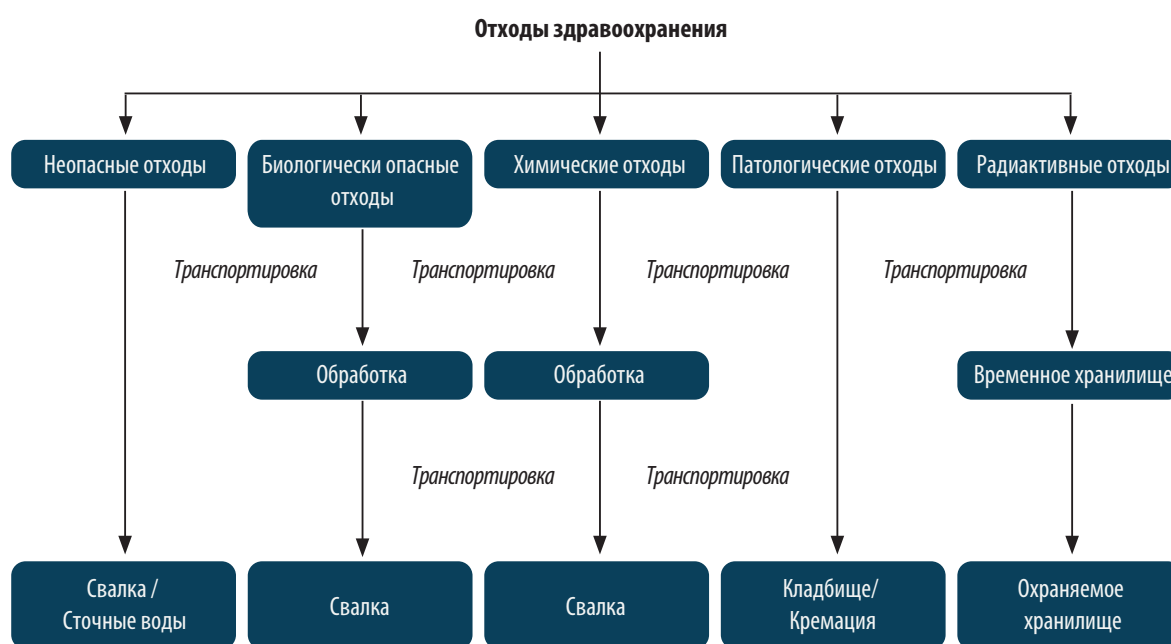 Отходы здравоохранения
Неопасные отходы
Биологически опасные
отходы
Химические отходы
Патологические отходы
Радиактивные отходы
Транспортировка
Транспортировка
Транспортировка
Транспортировка
Обработка
Обработка
Временное хранилище
Транспортировка
Транспортировка
Свалка /
Сточные воды
Свалка
Свалка
Кладбище/
Кремация
Охраняемое
хранилище